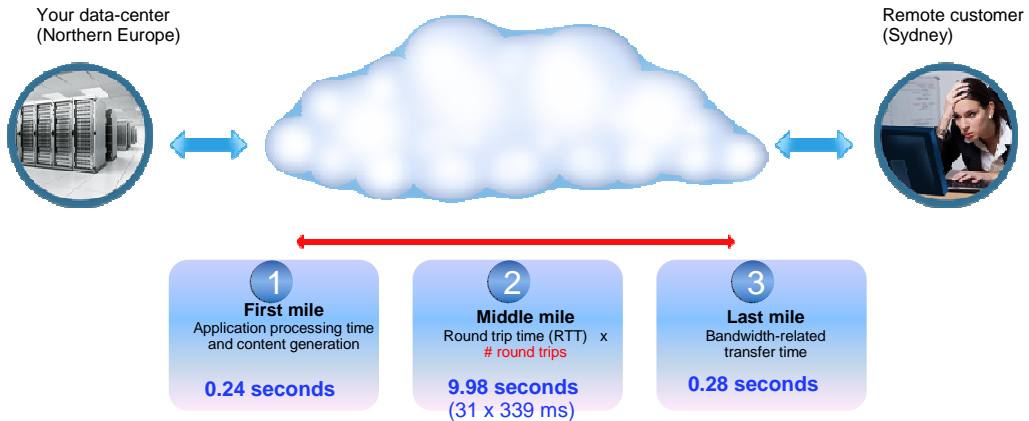 Your data-center
(Northern Europe)
Remote customer
(Sydney)
1
First mile
Application processing time
and content generation
0.24 seconds
2
Middle mile
Round trip time (RTT) x
# round trips
9.98 seconds
(31 x 339 ms)
3
Last mile
Bandwidth-related
transfer time
0.28 seconds